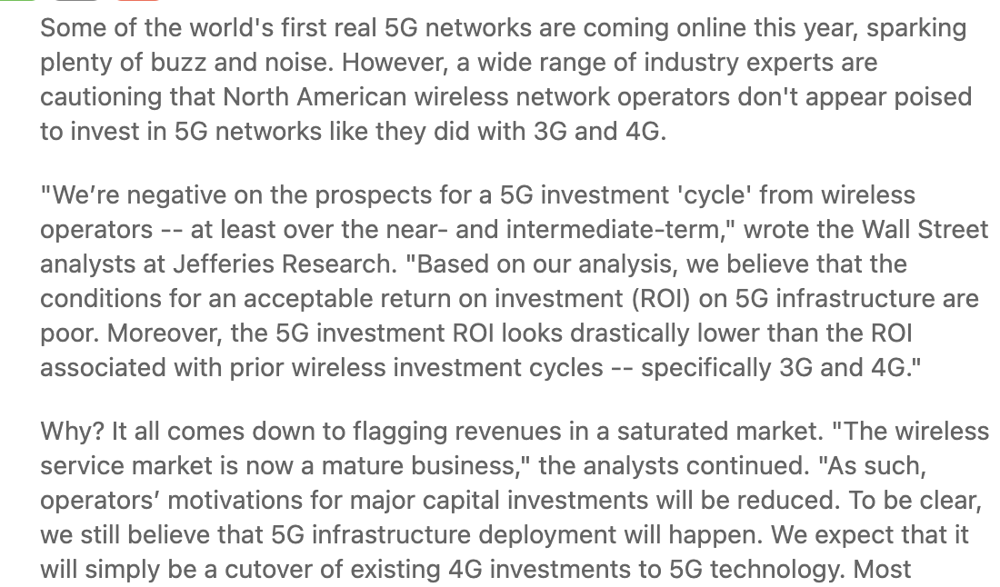 Some of the world's first real 5G networks are coming online this year, sparking
plenty of buzz and noise. However, a wide range of industry experts are
cautioning that North American wireless network operators don't appear poised
to invest in 5G networks like they did with 3G and 4G.
"We’re negative on the prospects for a 5G investment 'cycle' from wireless
operators -- at least over the near- and intermediate-term," wrote the Wall Street
analysts at Jefferies Research. "Based on our analysis, we believe that the
conditions for an acceptable return on investment (ROI) on 5G infrastructure are
poor. Moreover, the 5G investment ROI looks drastically lower than the ROI
associated with prior wireless investment cycles -- specifically 3G and 4G."
Why? It all comes down to flagging revenues in a saturated market. "The wireless
service market is now a mature business," the analysts continued. "As such,
operators’ motivations for major capital investments will be reduced. To be clear,
we still believe that 5G infrastructure deployment will happen. We expect that it
will simply be a cutover of existing 4G investments to 5G technology. Most